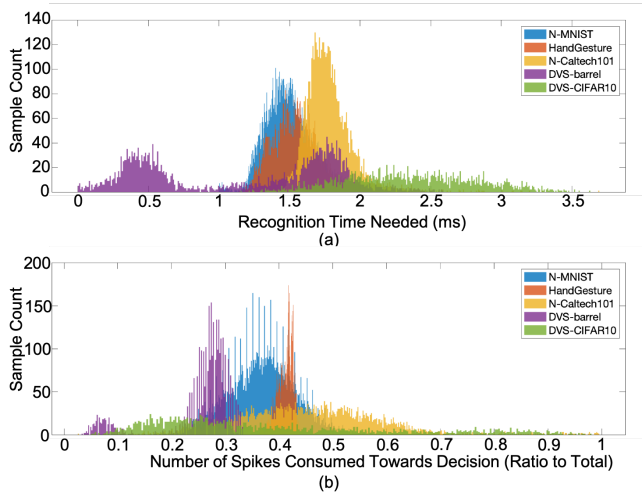 140
120
100
80
60
40
20
0
Sample Count
N-MNIST
HandGesture
N-Caltech101
DVS-barrel
DVS-CIFAR10
0 0.5 1 1.5 2 2.5 3 3.5
Recognition Time Needed (ms)
(a)
200
150
100
50
0
Sample Count
N-MNIST
HandGesture
N-Caltech101
DVS-barrel
DVS-CIFAR10
0 0.1 0.2 0.3 0.4 0.5 0.6 0.7 0.8 0.9 1
Number of Spikes Consumed Towards Decision (Ratio to Total)
(b)